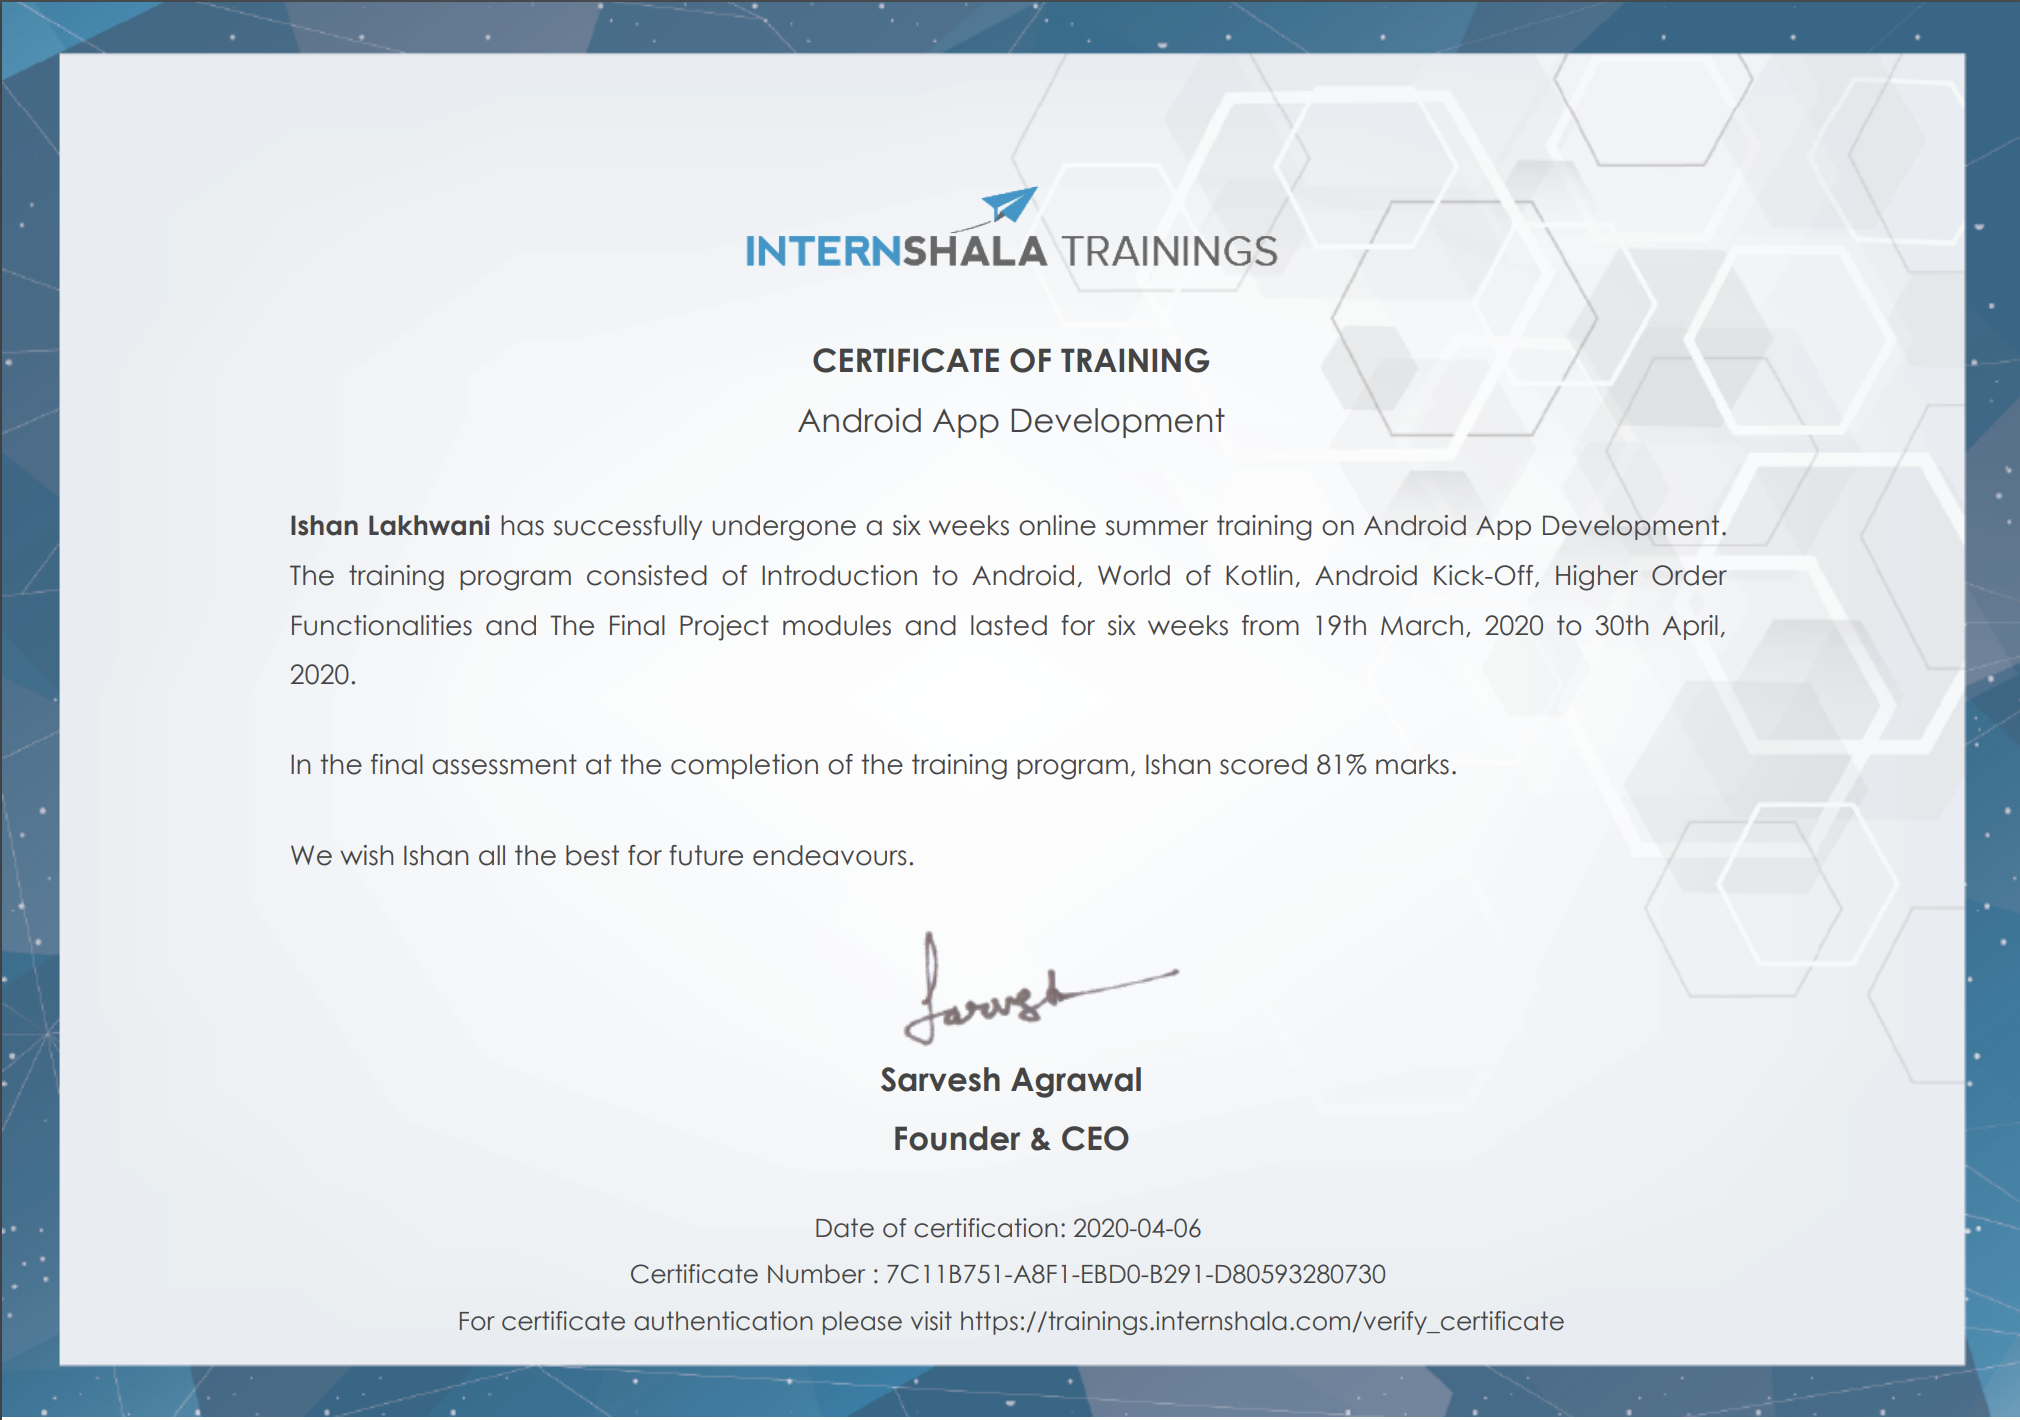 INTERNSHALA TRAININGS
CERTIFICATE OF TRAINING
Android App Development
Ishan Lakhwani has successfully undergone a six weeks online summer training on Android App Development.
The training program consisted of Introduction to Android, World of Kotlin, Android Kick-Off, Higher Order
Functionalities and The Final Project modules and lasted for six weeks from 19th March, 2020 to 30th April,
2020.
In the final assessment at the completion of the training program, Ishan scored 81% marks.
We wish Ishan all the best for future endeavours.
Sarvesh
Sarvesh Agrawal
Founder & CEO
Date of certification: 2020-04-06
Certificate Number : 7C11B751-A8F1-EBD0-B291-D80593280730
For certificate authentication please visit https://trainings.internshala.com/verify_certificate